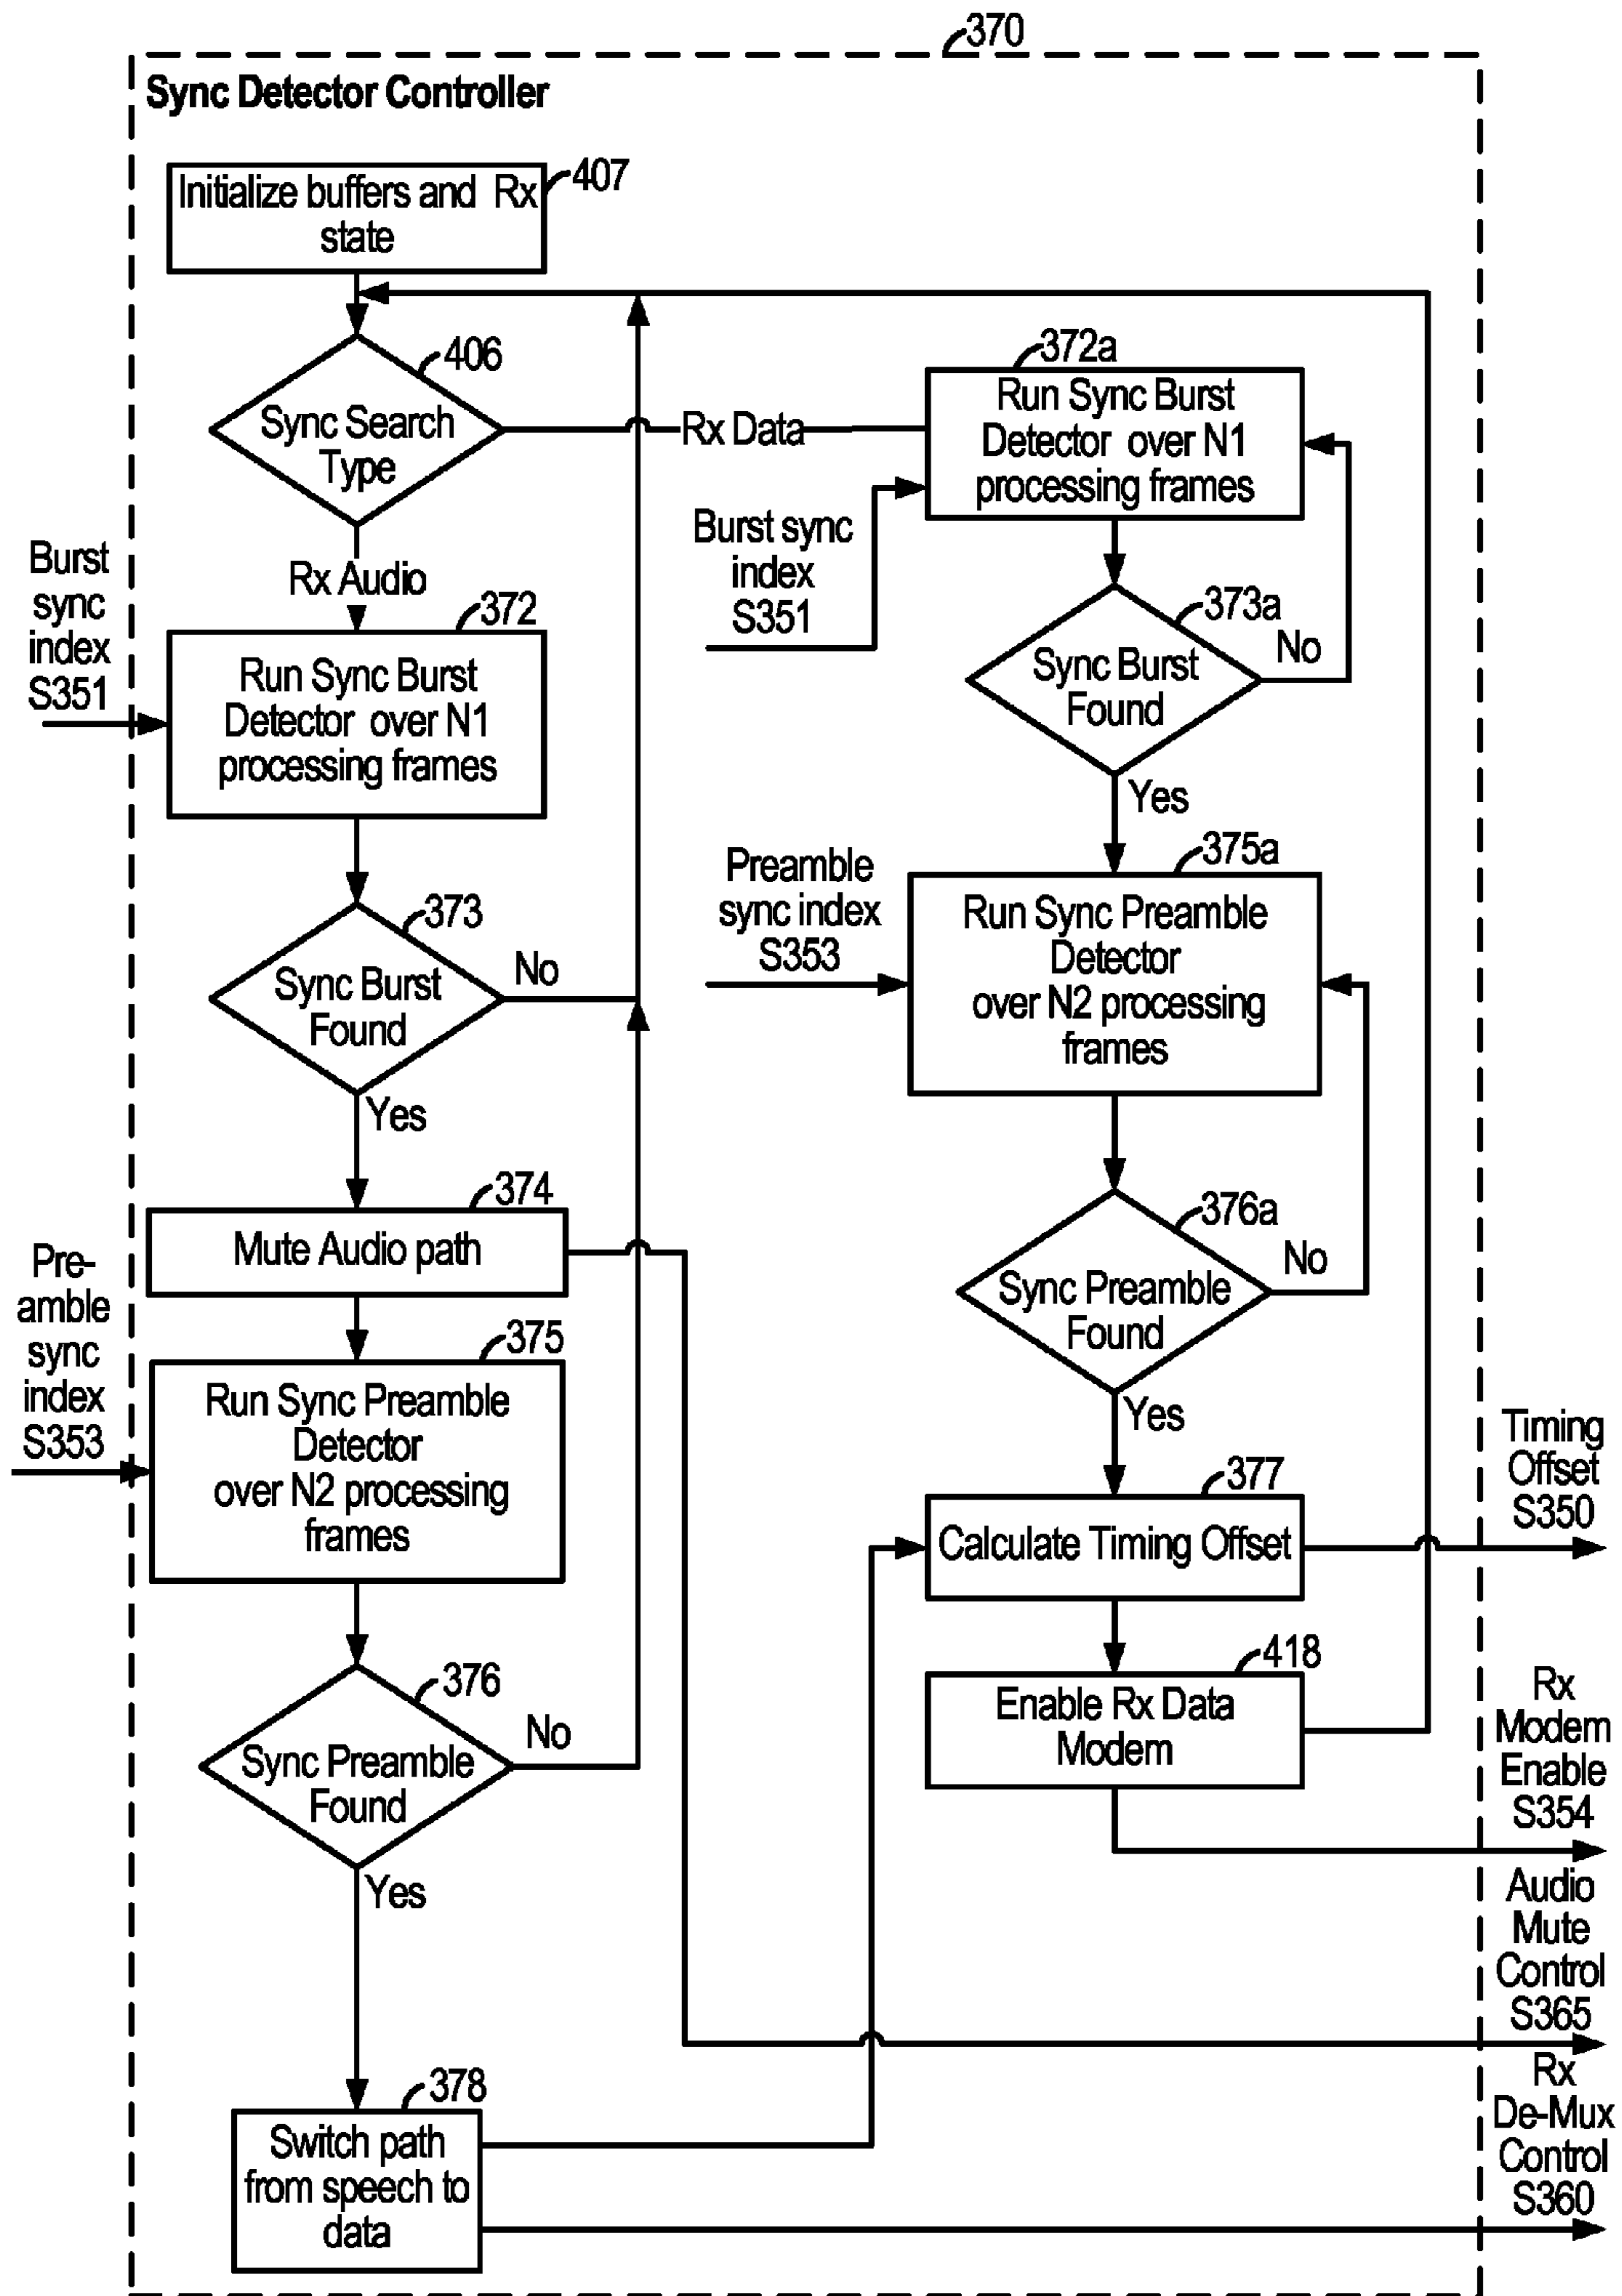 370
Sync Detector Controller
Initialize buffers and Rx
state
407
406
Sync Search
Type
Rx Data
Rx Audio
Burst
sync
index
S351
372
Run Sync Burst
Detector over N1
processing frames
373
Sync Burst
Found
No
Yes
374
Mute Audio path
Pre-
amble
sync
index
S353
375
Run Sync Preamble
Detector
over N2 processing
frames
376
Sync Preamble
Found
No
Yes
378
Switch path
from speech to
data
372a
Run Sync Burst
Detector over N1
processing frames
Burst sync
index
S351
373a
Sync Burst
Found
No
Yes
Preamble
sync index
S353
375a
Run Sync Preamble
Detector
over N2 processing
frames
376a
Sync Preamble
Found
No
Yes
377
Calculate Timing Offset
418
Enable Rx Data
Modem
Timing
Offset
S350
Rx
Modem
Enable
S354
Audio
Mute
Control
S365
Rx
De-Mux
Control
S360